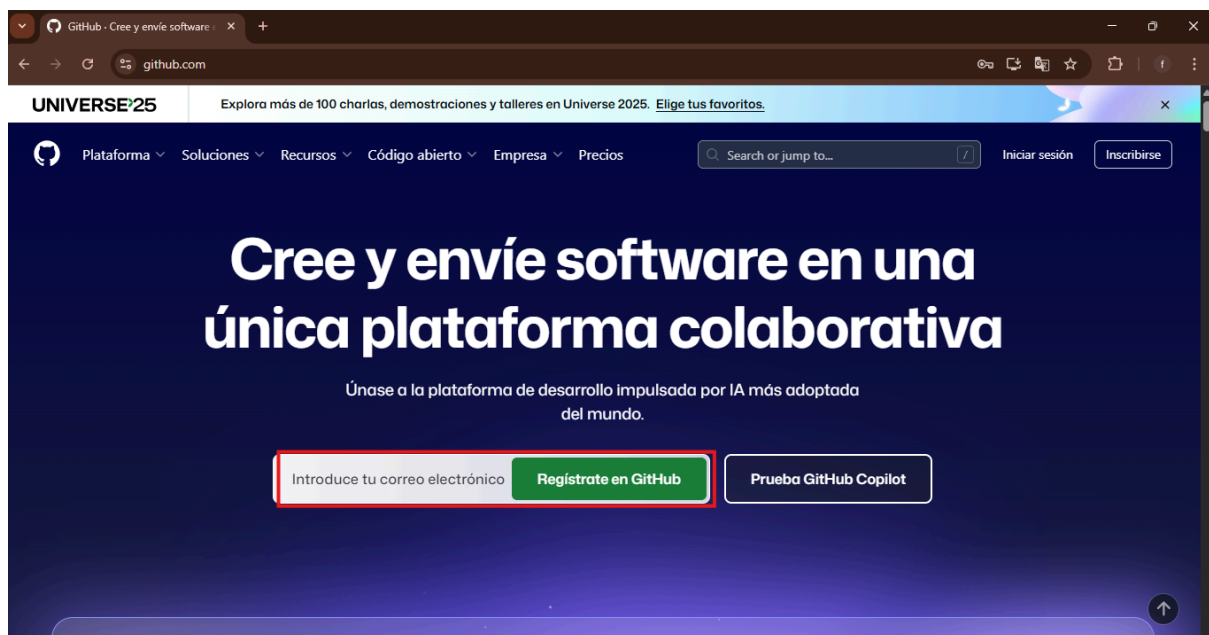 GitHub · Cree y envíe software
github.com
UNIVERSE'25
Explora más de 100 charlas, demostraciones y talleres en Universe 2025. Elige tus favoritos.
Plataforma Soluciones Recursos Código abierto Empresa Precios Search or jump to... / Iniciar sesión Inscribirse
Cree y envíe software en una
única plataforma colaborativa
Únase a la plataforma de desarrollo impulsada por IA más adoptada
del mundo.
Introduce tu correo electrónico Regístrate en GitHub Prueba GitHub Copilot